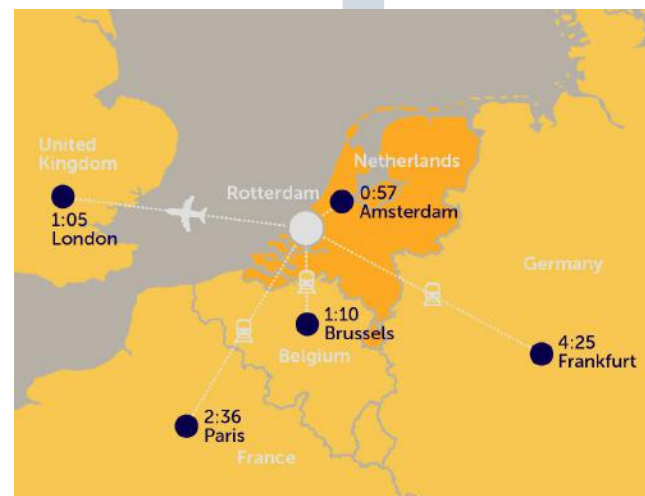 United
Kingdom
Netherlands
Rotterdam
0:57
Amsterdam
1:05
London
Germany
1:10
Brussels
Belgium
4:25
Frankfurt
2:36
Paris
France